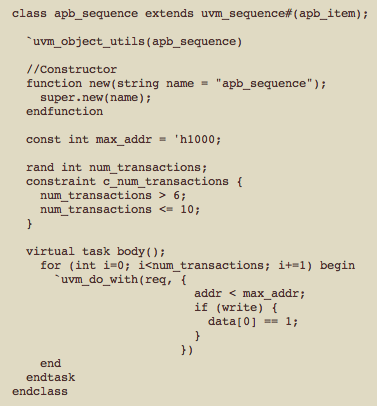 class apb_sequence extends uvm_sequence#(apb_item);
`uvm_object_utils(apb_sequence)
//Constructor
function new(string name = "apb_sequence");
super.new(name);
endfunction
const int max_addr = 'h1000;
rand int num_transactions;
constraint c_num_transactions {
num_transactions > 6;
num_transactions <= 10;
}
virtual task body();
for (int i=0; i<num_transactions; i+=1) begin
`uvm_do_with(req, {
addr < max_addr;
if (write) {
data[0] == 1;
}
})
end
endtask
endclass